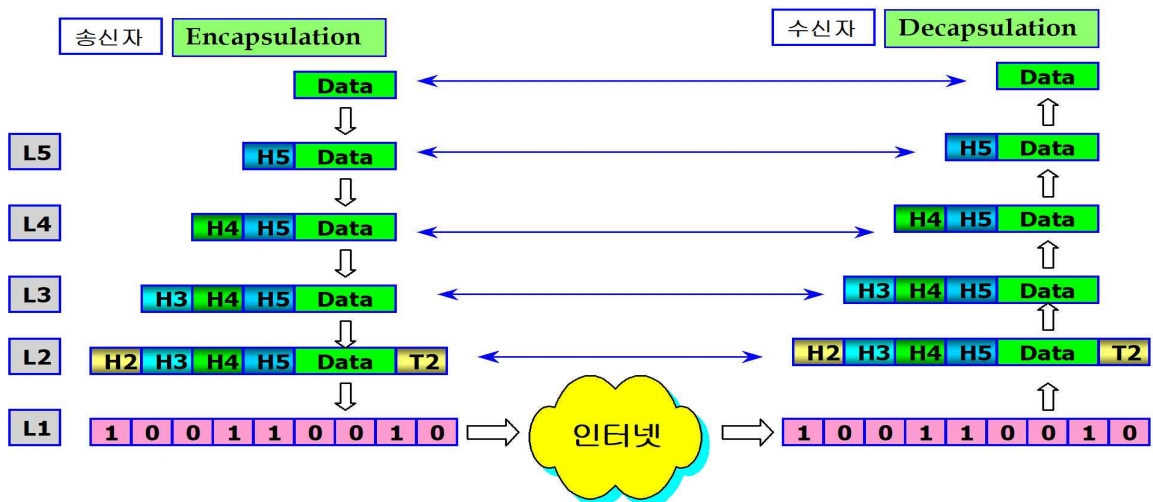 송신자 Encapsulation 수신자 Decapsulation
Data Data
L5 H5 Data H5 Data
L4 H4 H5 Data H4 H5 Data
L3 H3 H4 H5 Data H3 H4 H5 Data
L2 H2 H3 H4 H5 Data T2 H2 H3 H4 H5 Data T2
L1 1 0 0 1 1 0 0 1 0 인터넷 1 0 0 1 1 0 0 1 0